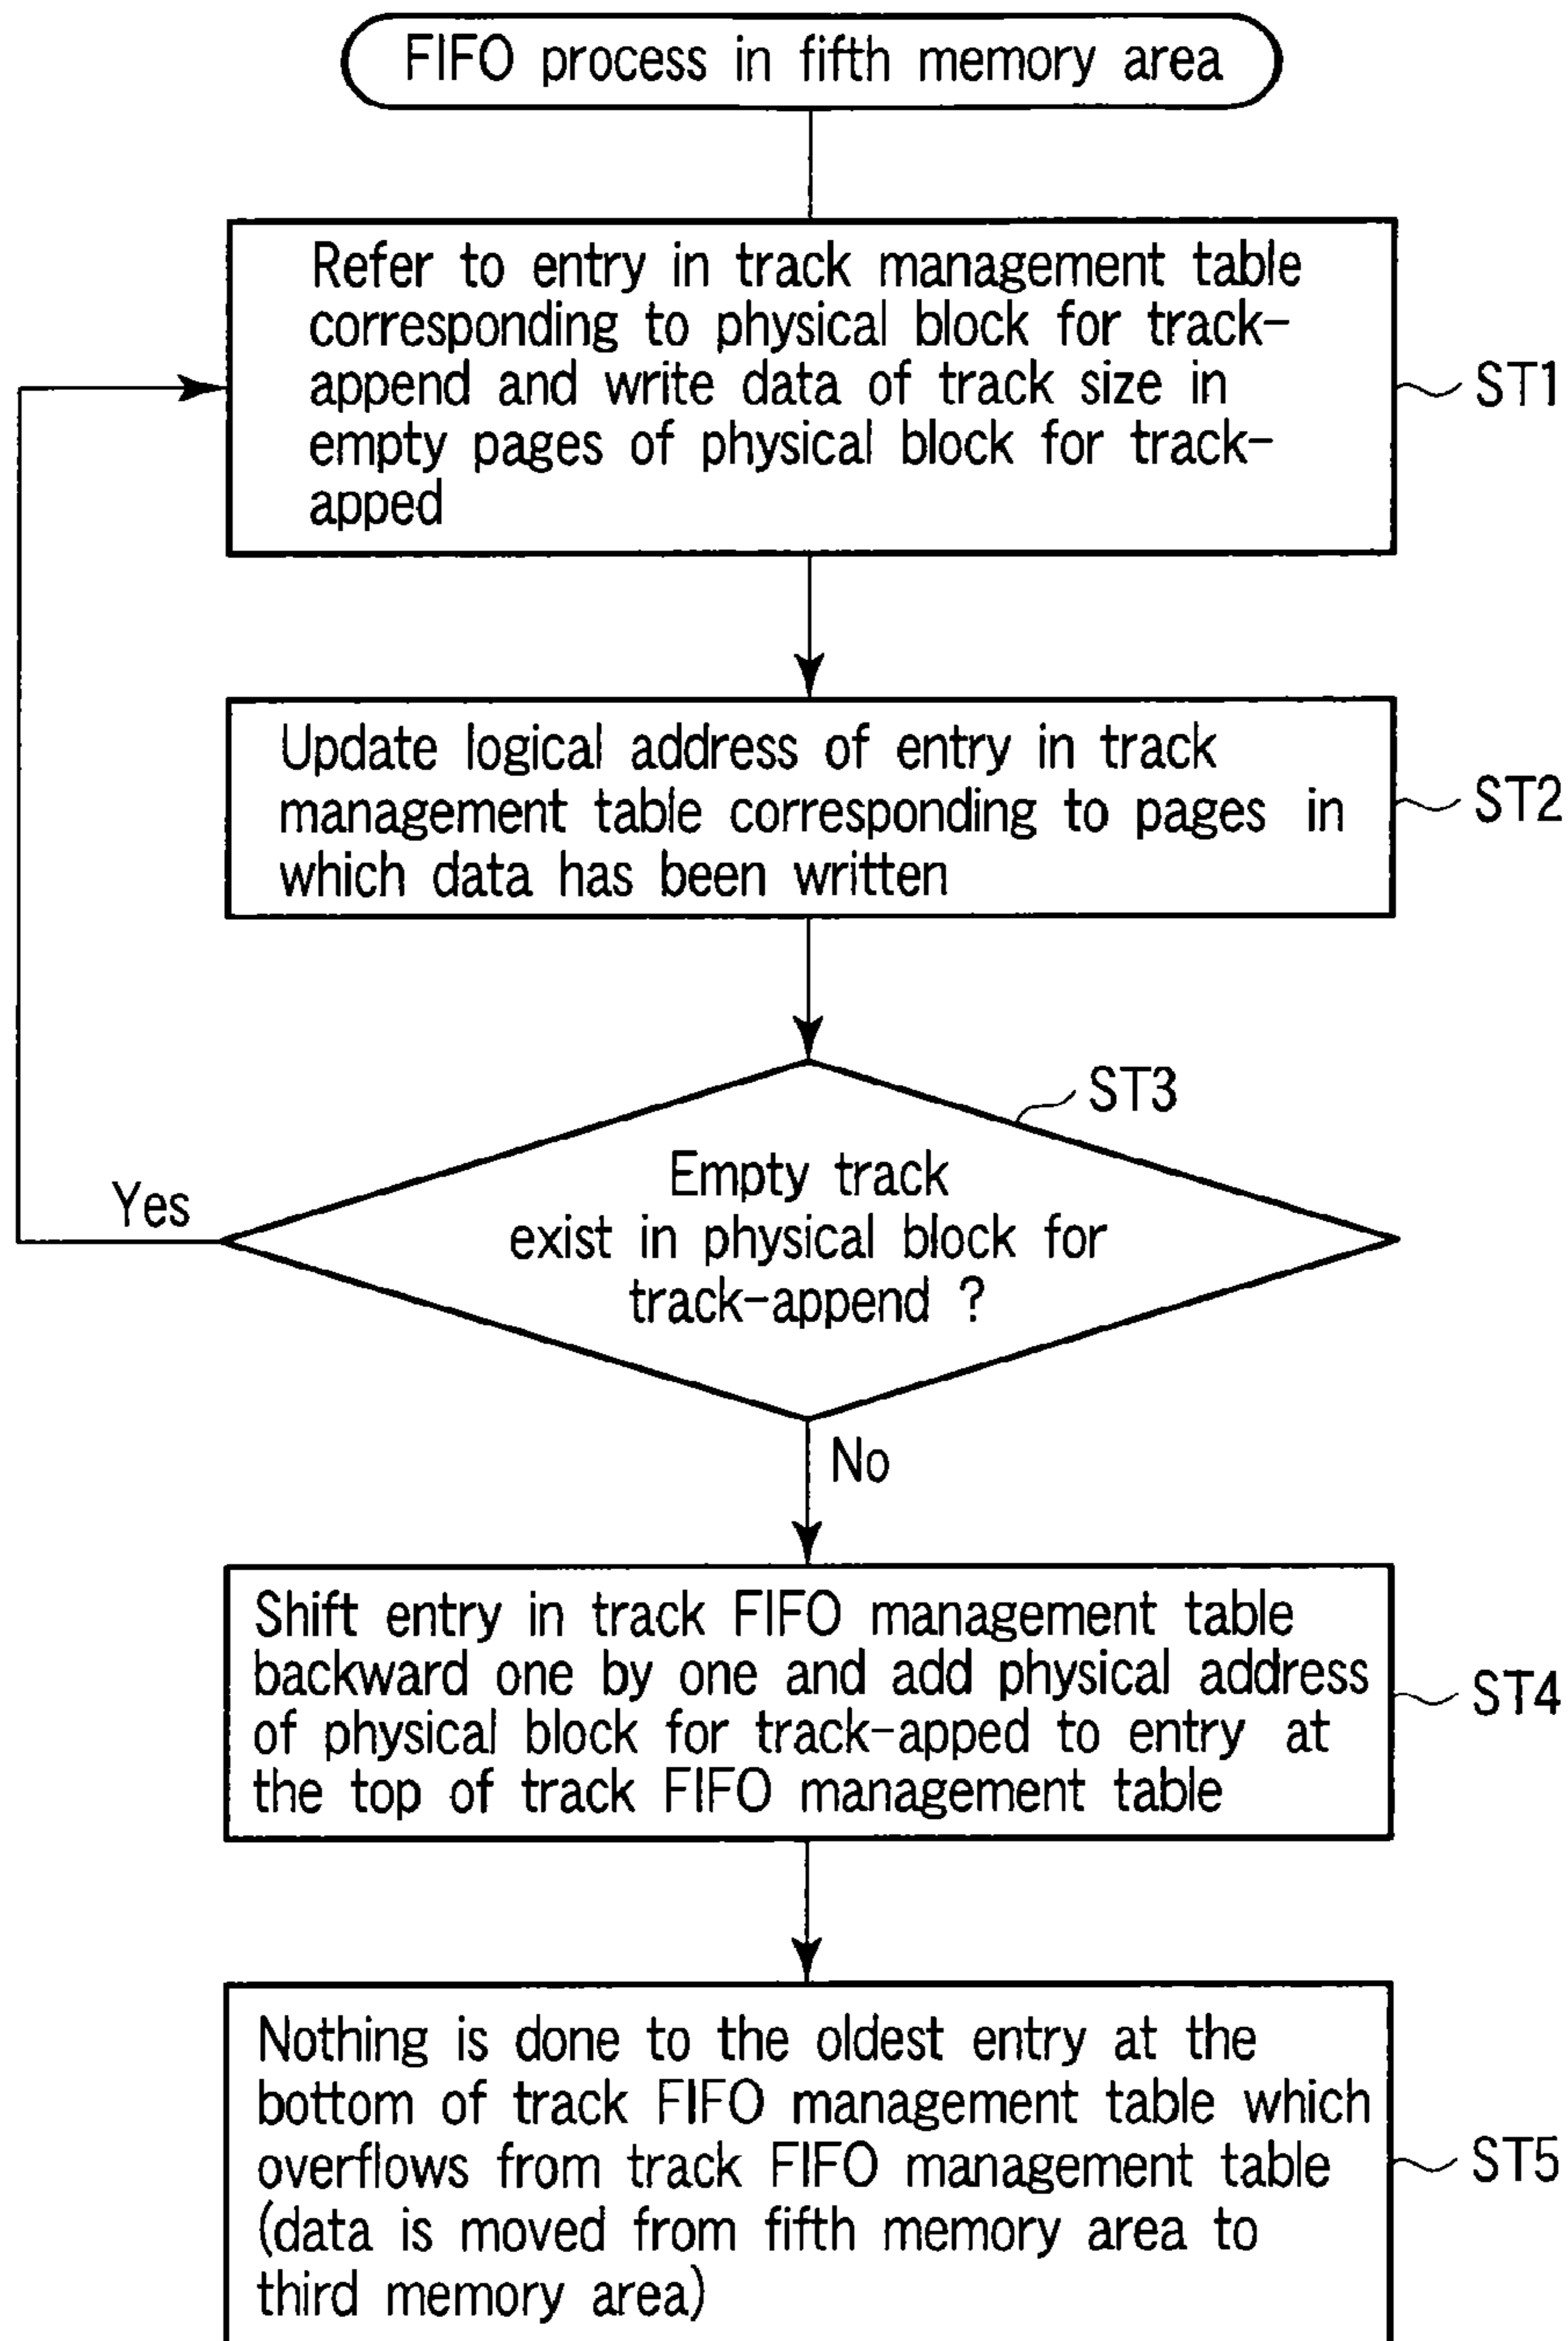 FIFO process in fifth memory area
Refer to entry in track management table
corresponding to physical block for track-
append and write data of track size in
empty pages of physical block for track-
apped
ST1
Update logical address of entry in track
management table corresponding to pages in
which data has been written
ST2
ST3
Empty track
exist in physical block for
track-append ?
Yes
No
Shift entry in track FIFO management table
backward one by one and add physical address
of physical block for track-apped to entry at
the top of track FIFO management table
ST4
Nothing is done to the oldest entry at the
bottom of track FIFO management table which
overflows from track FIFO management table
(data is moved from fifth memory area to
third memory area)
ST5